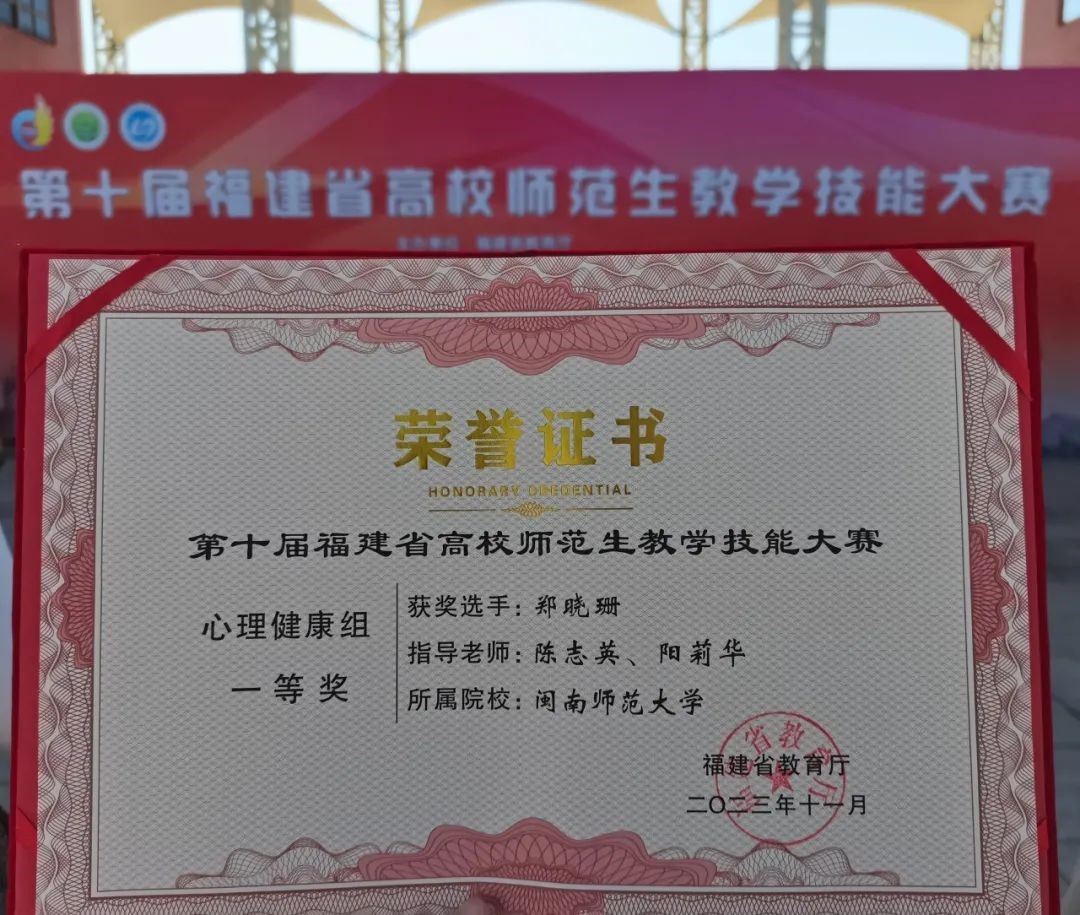 第十届福建省高校师范生教学技能大赛
荣誉证书
HONORARY CREDENTIAL
第十届福建省高校师范生教学技能大赛
心理健康组
一等奖
获奖选手：郑晓珊
指导老师：陈志英、阳莉华
所属院校：闽南师范大学
福建省教育厅
二〇二三年十一月